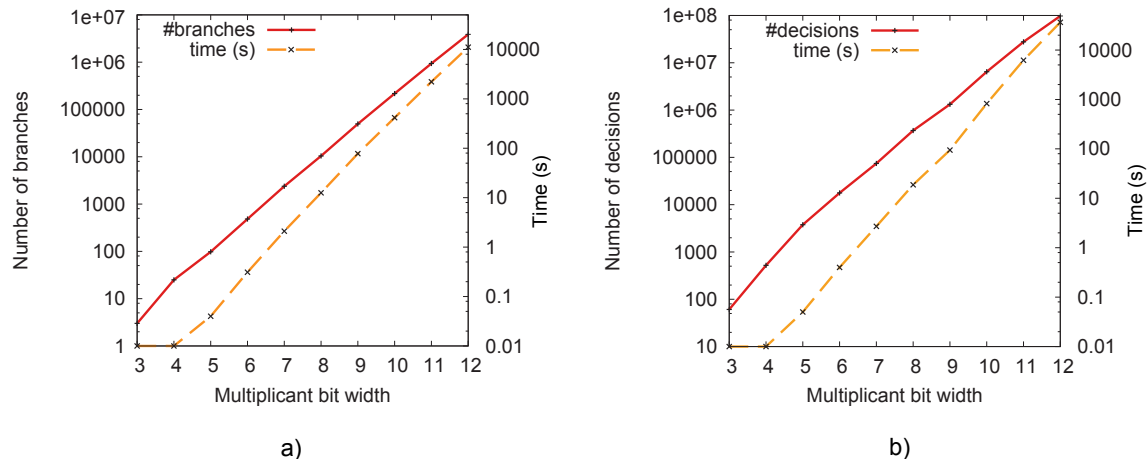 1e+07
1e+06
100000
10000
1000
100
10
1
Number of branches
#branches
time (s)
10000
1000
100
10
1
0.1
0.01
Time (s)
3 4 5 6 7 8 9 10 11 12
Multiplicant bit width
a)
1e+08
1e+07
1e+06
100000
10000
1000
100
10
Number of decisions
#decisions
time (s)
10000
1000
100
10
1
0.1
0.01
Time (s)
3 4 5 6 7 8 9 10 11 12
Multiplicant bit width
b)